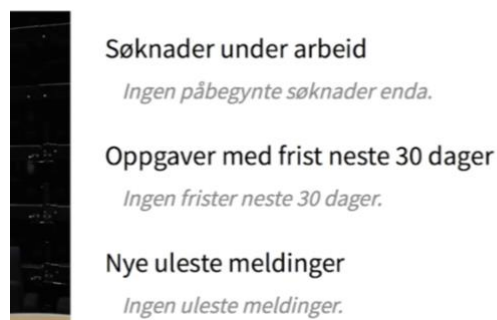 Søknader under arbeid
Ingen påbegynte søknader enda.
Oppgaver med frist neste 30 dager
Ingen frister neste 30 dager.
Nye uleste meldinger
Ingen uleste meldinger.